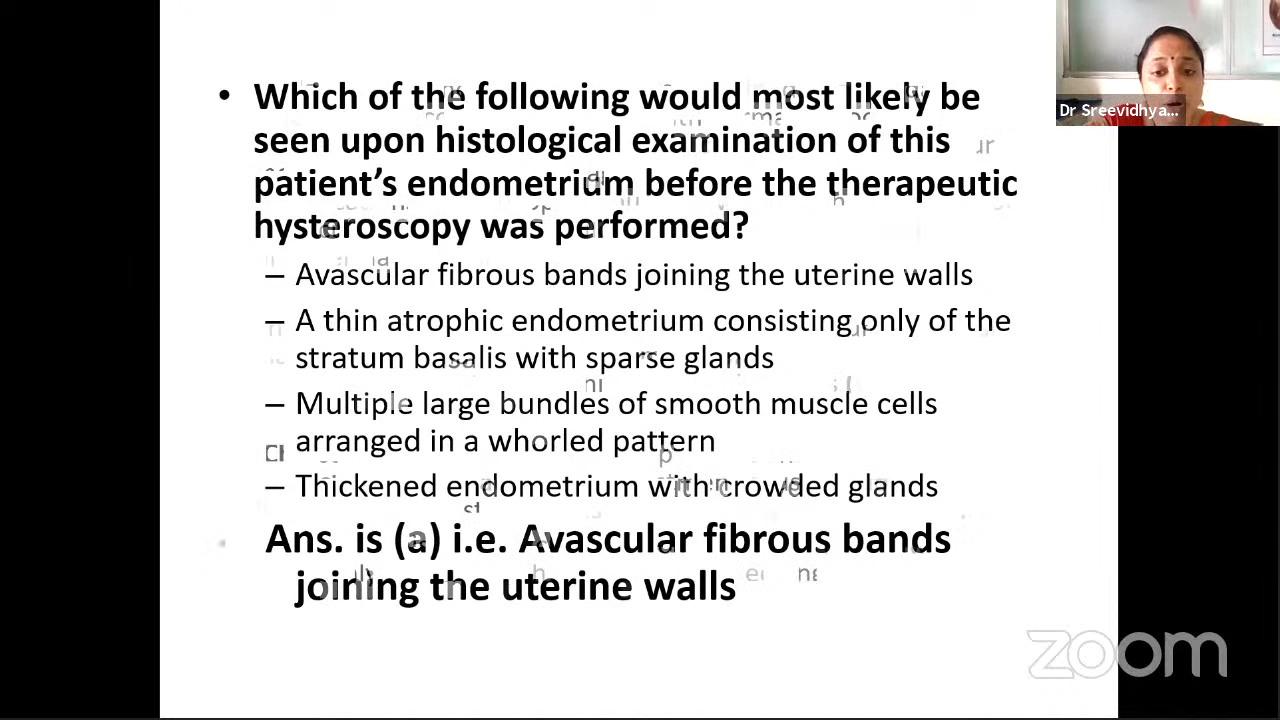 • Which of the following would most likely be
seen upon histological examination of this
patient's endometrium before the therapeutic
hysteroscopy was performed?
– Avascular fibrous bands joining the uterine walls
– A thin atrophic endometrium consisting only of the
stratum basalis with sparse glands
– Multiple large bundles of smooth muscle cells
arranged in a whorled pattern
– Thickened endometrium with crowded glands
Ans. is (a) i.e. Avascular fibrous bands
joining the uterine walls
Dr Sreevidhya...
zoom